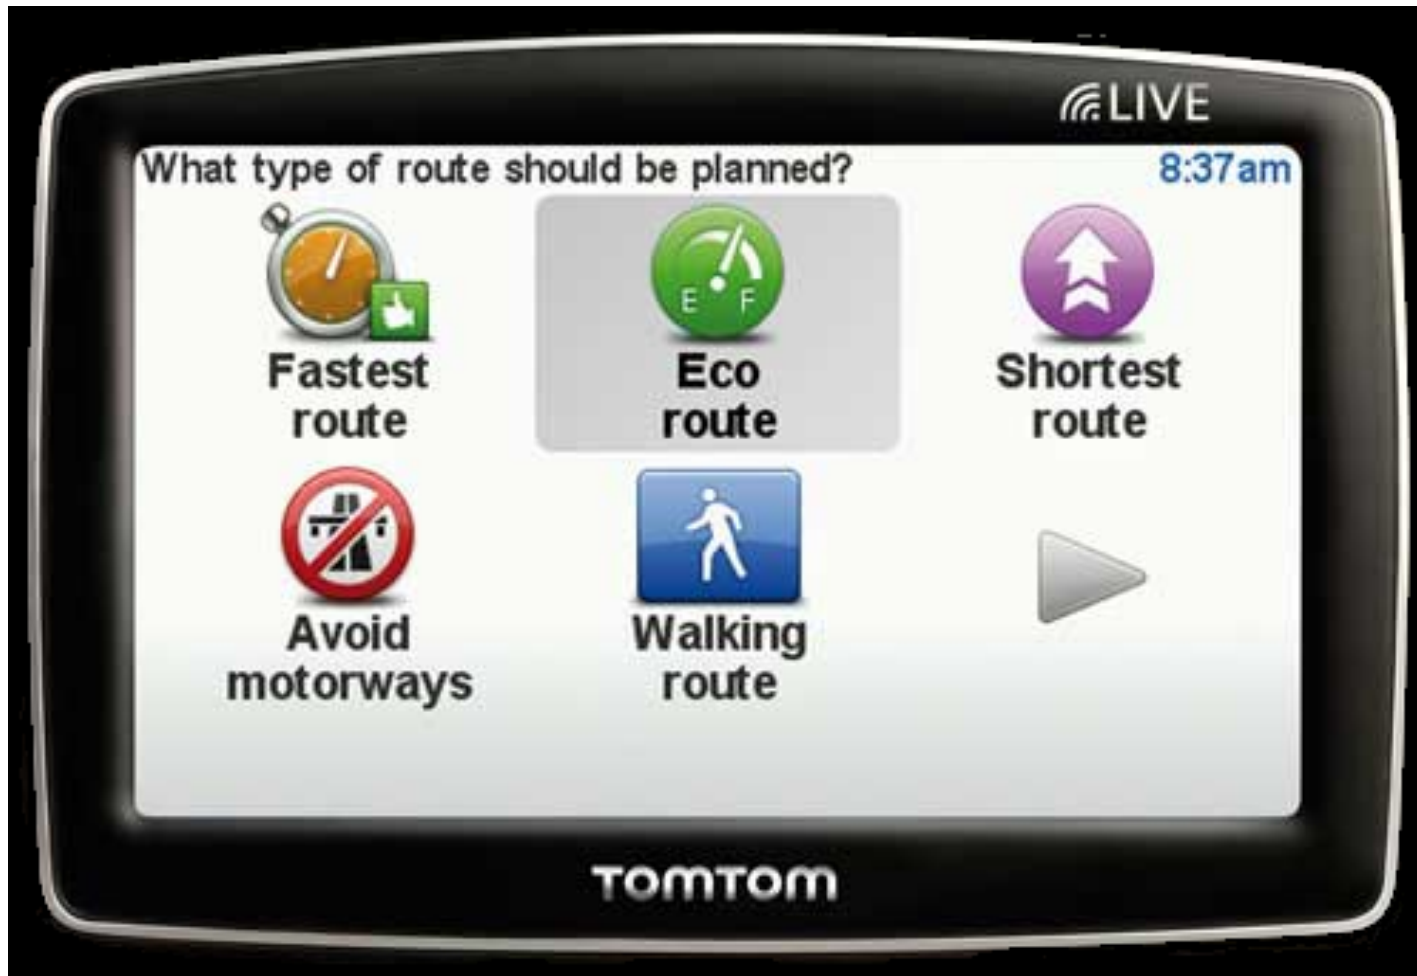 LIVE
What type of route should be planned?
8:37am
Fastest
route
E F
Eco
route
Shortest
route
Avoid
motorways
Walking
route
TOMTOM